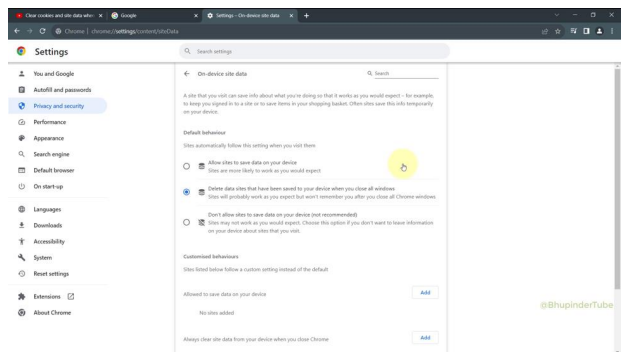 Clear cookies and site data when
Google
Settings – On-device site data
Chrome | chrome://settings/content/siteData
Settings
Search settings
You and Google
Autofill and passwords
Privacy and security
Performance
Appearance
Search engine
Default browser
On start-up
Languages
Downloads
Accessibility
System
Reset settings
Extensions
About Chrome
On-device site data
Search
A site that you visit can save info about what you're doing so that it works as you would expect – for example,
to keep you signed in to a site or to save items in your shopping basket. Often sites save this info temporarily
on your device.
Default behaviour
Sites automatically follow this setting when you visit them
Allow sites to save data on your device
Sites are more likely to work as you would expect
Delete data sites that have been saved to your device when you close all windows
Sites will probably work as you expect but won't remember you after you close all Chrome windows
Don't allow sites to save data on your device (not recommended)
Sites may not work as you would expect. Choose this option if you don't want to leave information
on your device about sites that you visit.
Customised behaviours
Sites listed below follow a custom setting instead of the default
Allowed to save data on your device
Add
No sites added
Always clear site data from your device when you close Chrome
Add
@BhupinderTube